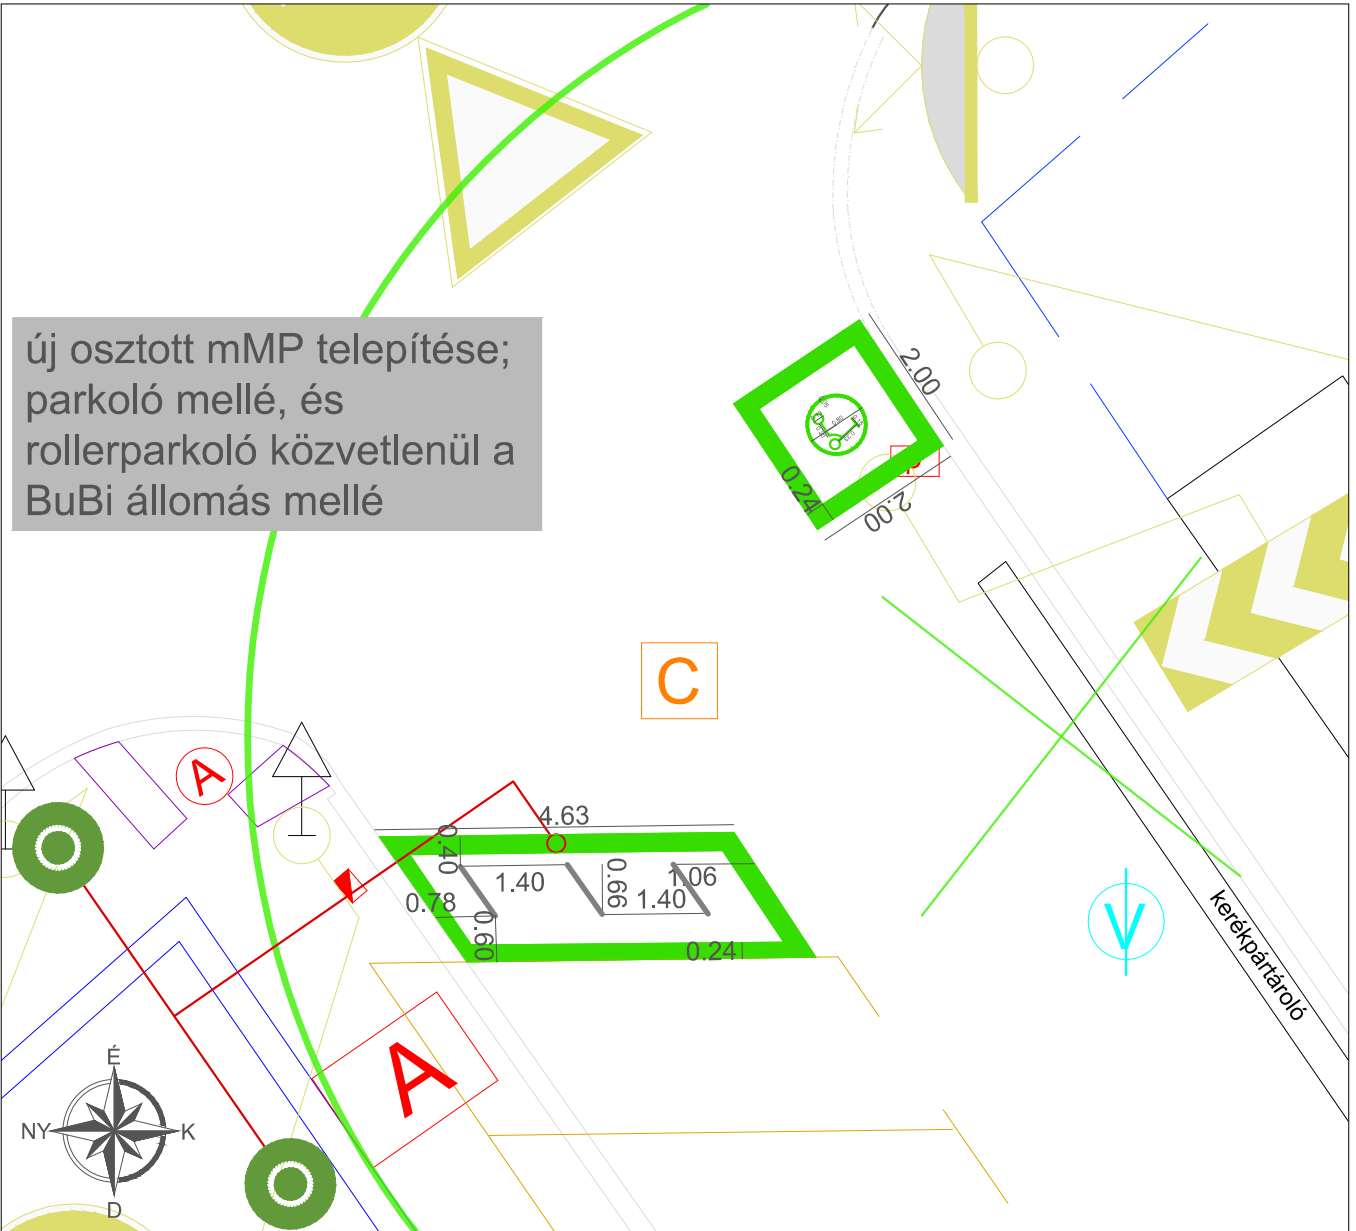 új osztott mMP telepítése;
parkoló mellé, és
rollerparkoló közvetlenül a
BuBi állomás mellé
2.00
0.24
2.00
C
A
4.63
0.40
1.40
0.66
1.06
1.40
0.78
0.60
0.24
V
kerékpártároló
A
É
NY
K
D